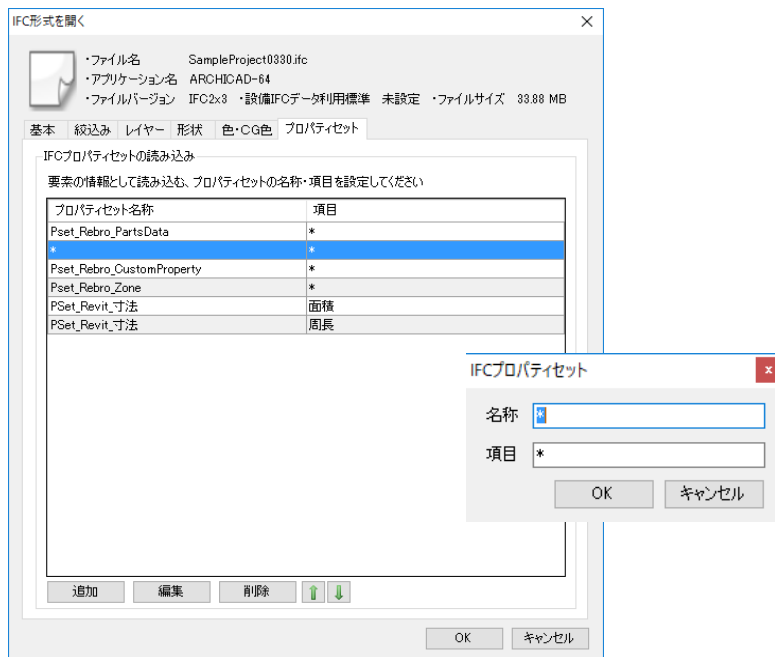 IFC形式を開く
・ファイル名 SampleProject0330.ifc
・アプリケーション名 ARCHICAD-64
・ファイルバージョン IFC2x3 ・設備IFCデータ利用標準 未設定 ・ファイルサイズ 33.88 MB
基本 絞込み レイヤー 形状 色・CG色 プロパティセット
IFCプロパティセットの読み込み
要素の情報として読み込む、プロパティセットの名称・項目を設定してください
プロパティセット名称 項目
Pset_Rebro_PartsData *
* *
Pset_Rebro_CustomProperty *
Pset_Rebro_Zone *
PSet_Revit_寸法 面積
PSet_Revit_寸法 周長
IFCプロパティセット x
名称 *
項目 *
OK キャンセル
追加 編集 削除
OK キャンセル